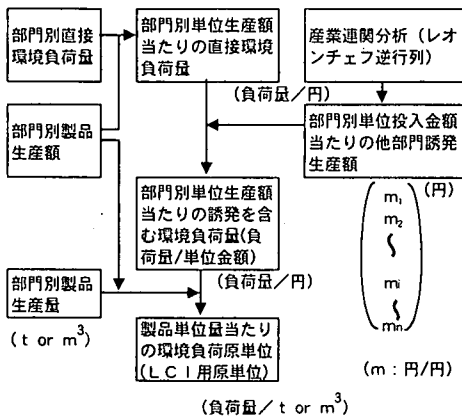 部門別直接
環境負荷量
部門別単位生産額
当たりの直接環境
負荷量
産業連関分析（レオ
ンチェフ逆行列）
(負荷量／円)
部門別製品
生産額
部門別単位投入金額
当たりの他部門誘発
生産額
(円)
部門別単位生産額
当たりの誘発を含
む環境負荷量(負
荷量/単位金額)
m₁
m₂
mi
mn
(負荷量／円)
部門別製品
生産量
(t or m³)
製品単位量当たり
の環境負荷原単位
(ＬＣＩ用原単位)
(m：円/円)
(負荷量／t or m³)